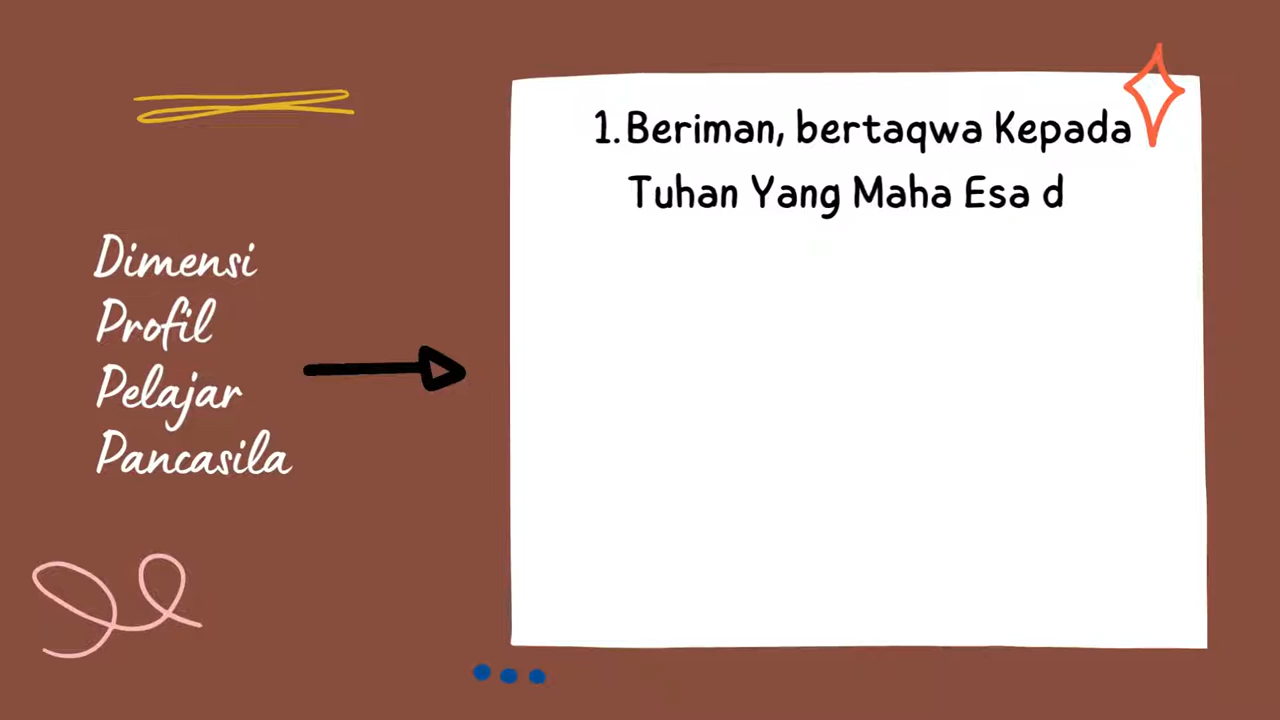 Dimensi
Profil
Pelajar
Pancasila
1. Beriman, bertaqwa Kepada
Tuhan Yang Maha Esa d